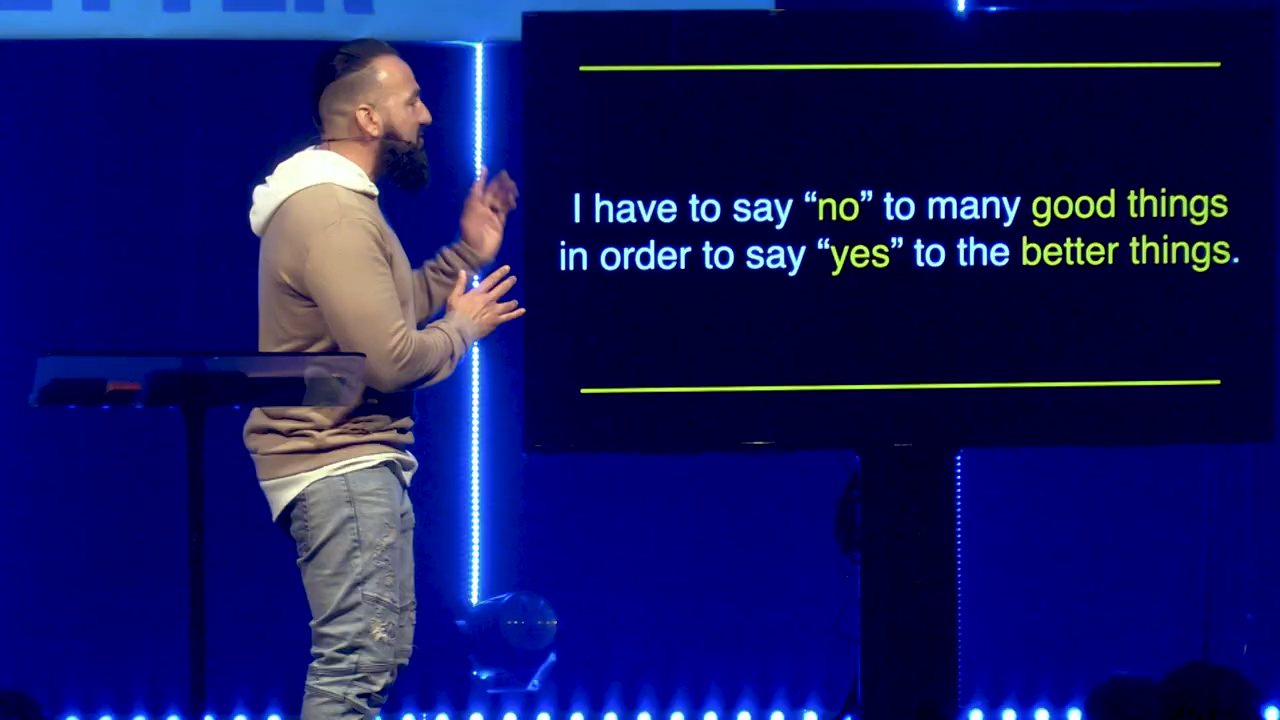 I have to say “no” to many good things
in order to say “yes” to the better things.